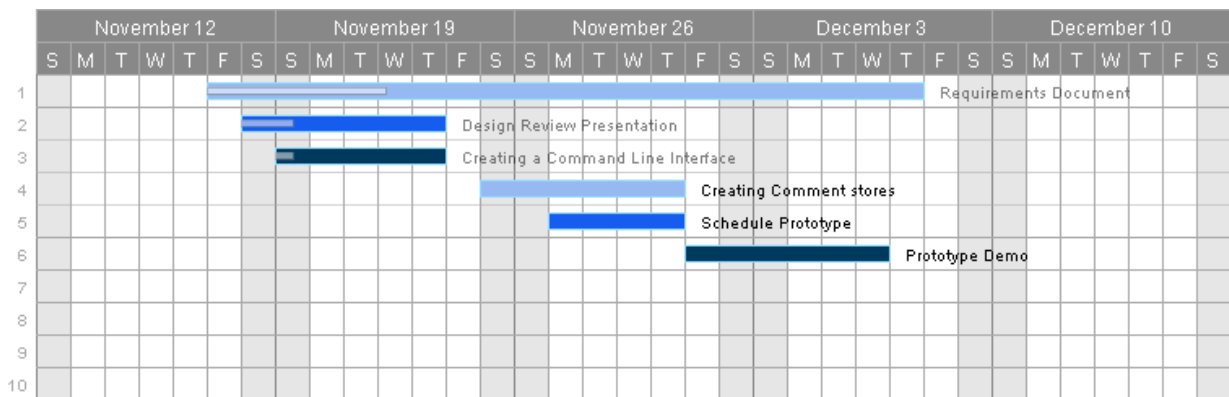 November 12 November 19 November 26 December 3 December 10
S M T W T F S S M T W T F S S M T W T F S S M T W T F S S M T W T F S
1 Requirements Document
2 Design Review Presentation
3 Creating a Command Line Interface
4 Creating Comment stores
5 Schedule Prototype
6 Prototype Demo
7
8
9
10